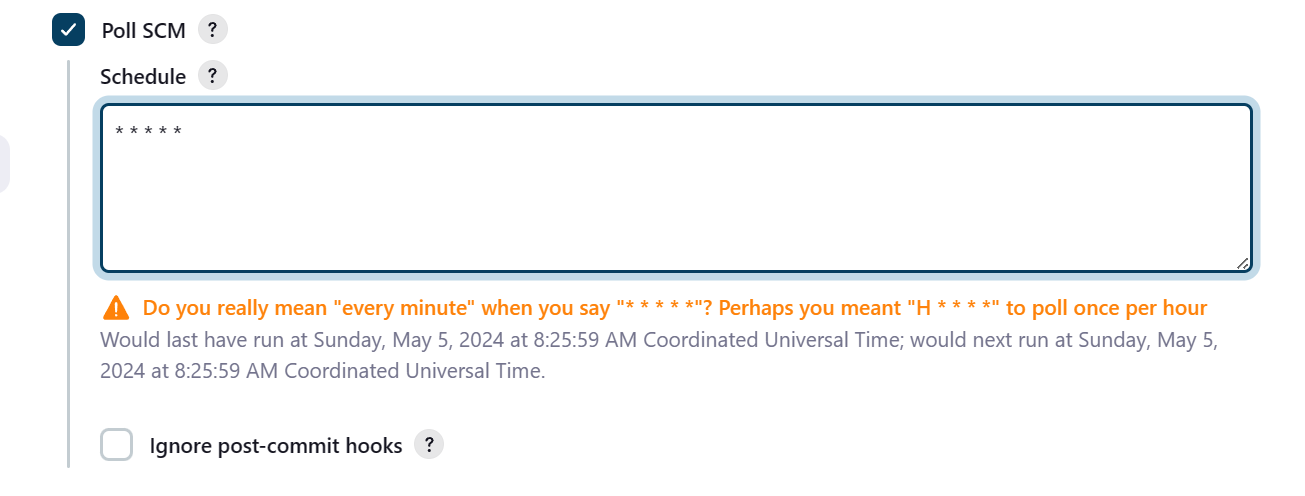 Poll SCM ?
Schedule ?
* * * * *
Do you really mean "every minute" when you say "* * * * *"? Perhaps you meant "H * * * *" to poll once per hour
Would last have run at Sunday, May 5, 2024 at 8:25:59 AM Coordinated Universal Time; would next run at Sunday, May 5,
2024 at 8:25:59 AM Coordinated Universal Time.
Ignore post-commit hooks ?